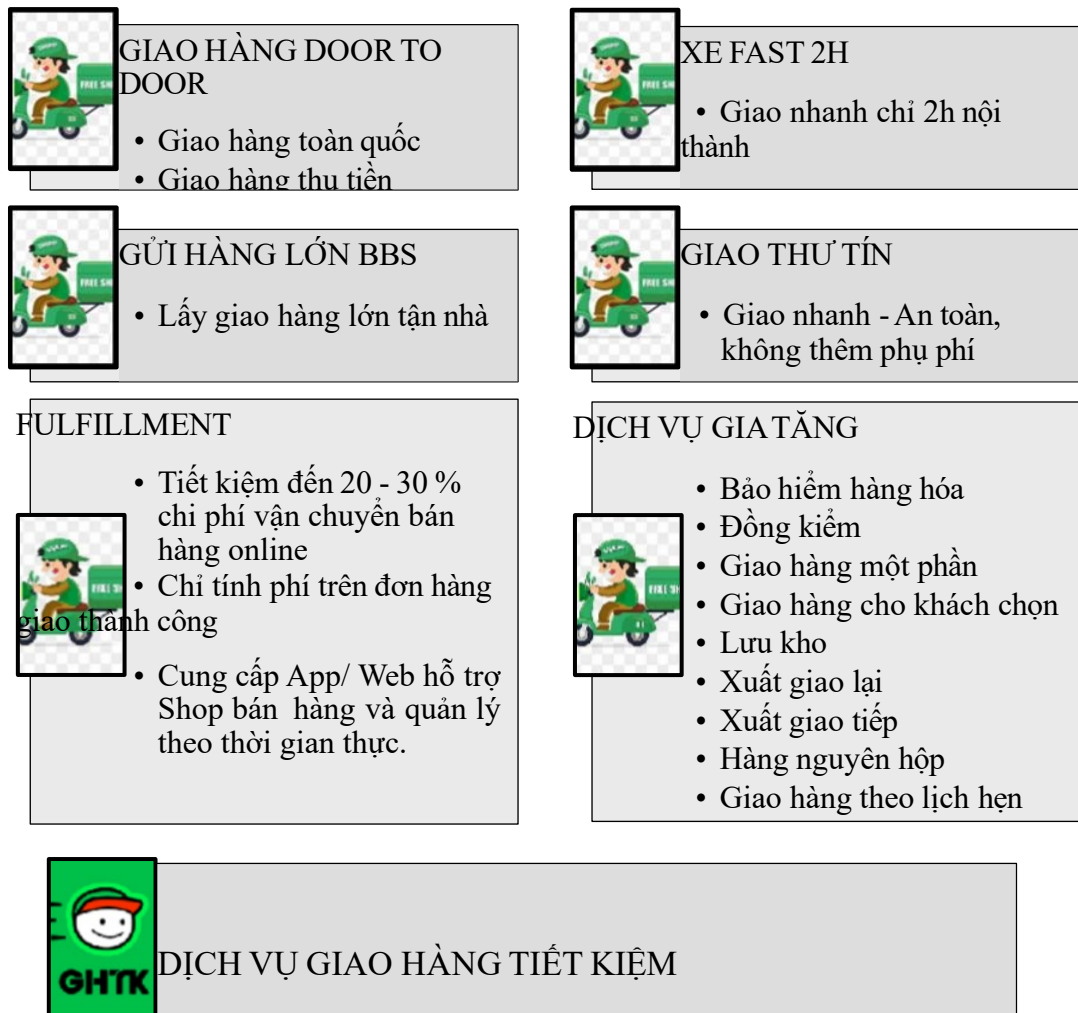 GIAO HÀNG DOOR TO
DOOR
• Giao hàng toàn quốc
• Giao hàng thu tiền
XE FAST 2H
• Giao nhanh chỉ 2h nội
thành
GỬI HÀNG LỚN BBS
• Lấy giao hàng lớn tận nhà
GIAO THƯ TÍN
• Giao nhanh - An toàn,
không thêm phụ phí
FULFILLMENT
• Tiết kiệm đến 20 - 30 %
chi phí vận chuyển bán
hàng online
• Chỉ tính phí trên đơn hàng
giao thành công
• Cung cấp App/ Web hỗ trợ
Shop bán hàng và quản lý
theo thời gian thực.
DỊCH VỤ GIA TĂNG
• Bảo hiểm hàng hóa
• Đồng kiểm
• Giao hàng một phần
• Giao hàng cho khách chọn
• Lưu kho
• Xuất giao lại
• Xuất giao tiếp
• Hàng nguyên hộp
• Giao hàng theo lịch hẹn
GHTK
DỊCH VỤ GIAO HÀNG TIẾT KIỆM